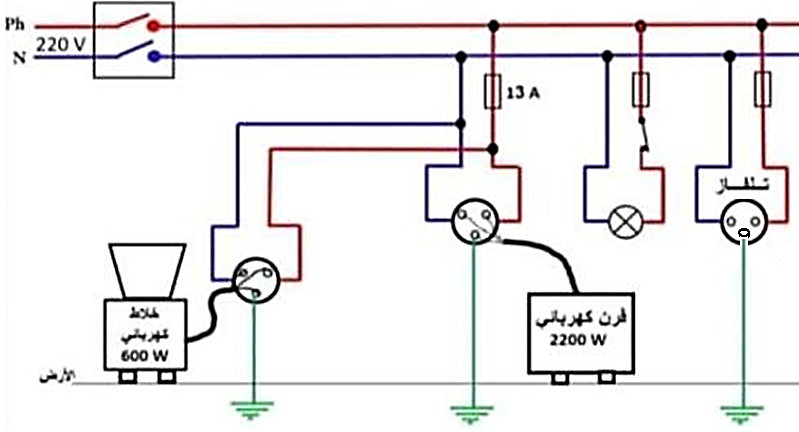 Ph
220 V
N
13 A
تلفاز
خلاط
كهربائي
600 W
فرن كهربائي
2200 W
الأرض